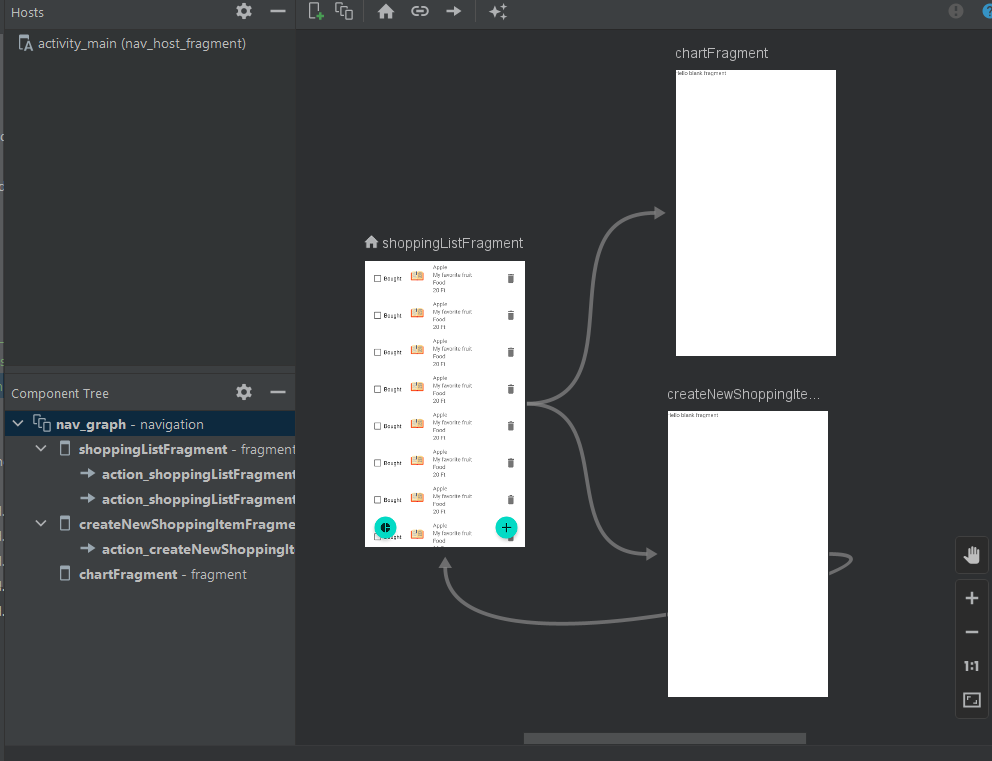 Hosts
activity_main (nav_host_fragment)
Component Tree
nav_graph - navigation
shoppingListFragment - fragment
action_shoppingListFragment
action_shoppingListFragment
createNewShoppingItemFragme
action_createNewShoppingIt
chartFragment - fragment
shoppingListFragment
Bought
Apple
My favorite fruit
Food
20 Ft
Bought
Apple
My favorite fruit
Food
20 Ft
Bought
Apple
My favorite fruit
Food
20 Ft
Bought
Apple
My favorite fruit
Food
20 Ft
Bought
Apple
My favorite fruit
Food
20 Ft
Bought
Apple
My favorite fruit
Food
20 Ft
Bought
Apple
My favorite fruit
Food
20 Ft
Bought
Apple
My favorite fruit
Food
chartFragment
Hello blank fragment
createNewShoppingIte...
Hello blank fragment
1:1